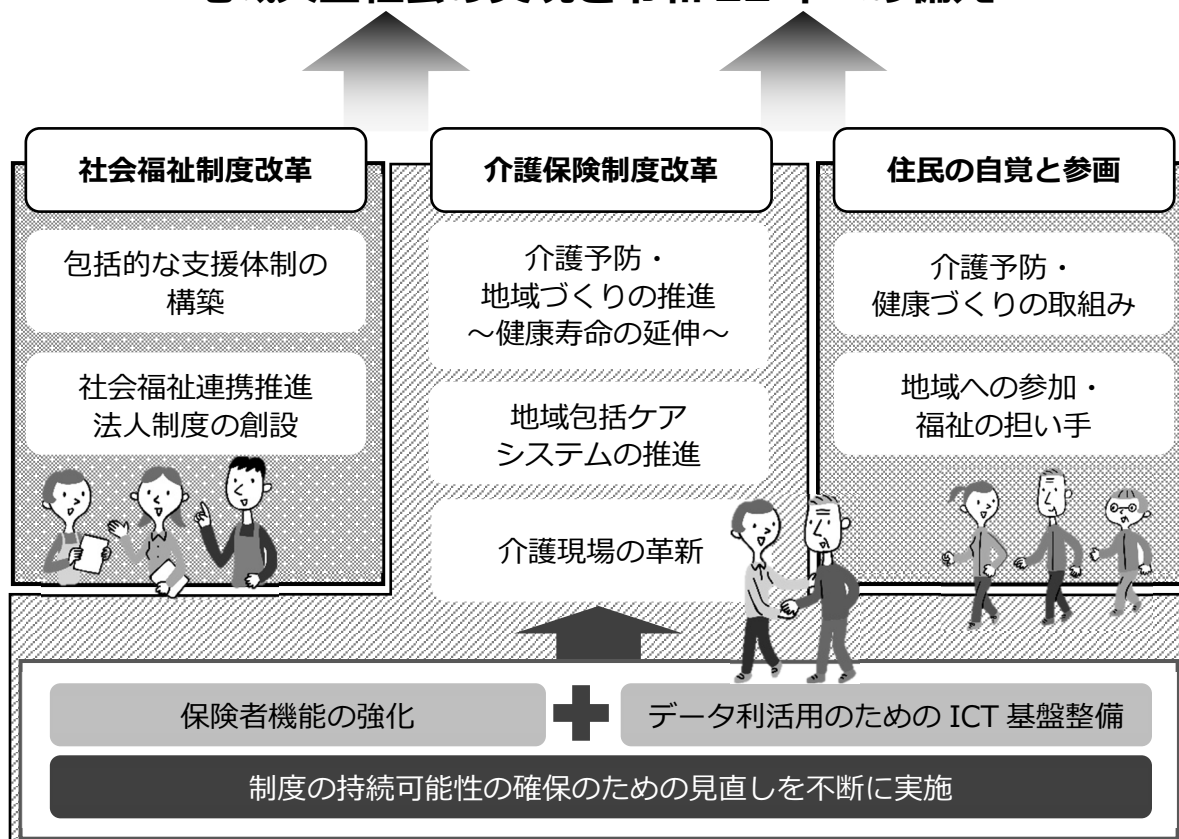 社会福祉制度改革
包括的な支援体制の
構築
社会福祉連携推進
法人制度の創設
介護保険制度改革
介護予防・
地域づくりの推進
～健康寿命の延伸～
地域包括ケア
システムの推進
介護現場の革新
住民の自覚と参画
介護予防・
健康づくりの取組み
地域への参加・
福祉の担い手
保険者機能の強化
データ利活用のための ICT 基盤整備
制度の持続可能性の確保のための見直しを不断に実施